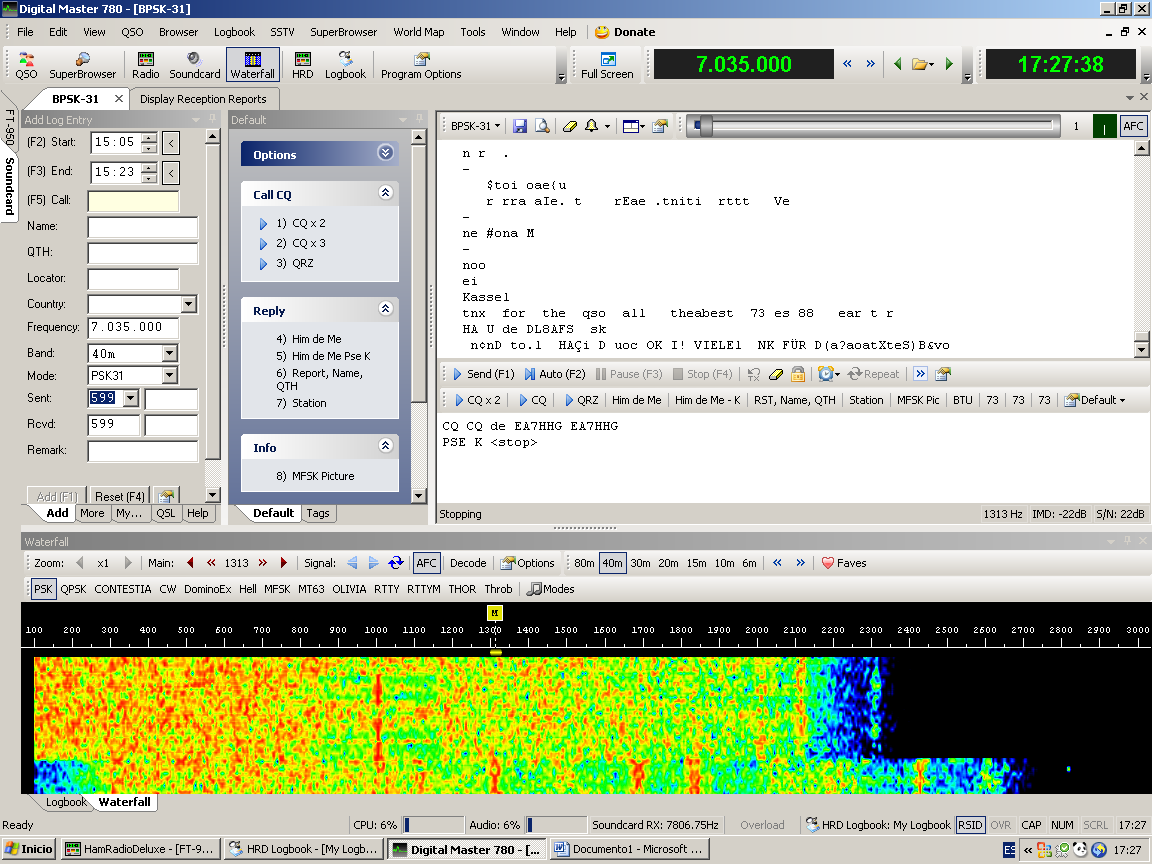 Digital Master 780 - [BPSK-31]
File Edit View QSO Browser Logbook SSTV SuperBrowser World Map Tools Window Help Donate
QSO SuperBrowser Radio Soundcard Waterfall HRD Logbook Program Options Full Screen 7.035.000 17:27:38
BPSK-31 Display Reception Reports
FT-950
Soundcard
Add Log Entry
(F2) Start: 15:05 <
(F3) End: 15:23 <
(F5) Call:
Name:
QTH:
Locator:
Country:
Frequency: 7.035.000
Band: 40m
Mode: PSK31
Sent: 599
Rcvd: 599
Remark:
Add (F1) Reset (F4)
Add More My... QSL Help
Default
Options
Call CQ
1) CQ x 2
2) CQ x 3
3) QRZ
Reply
4) Him de Me
5) Him de Me Pse K
6) Report, Name,
QTH
7) Station
Info
8) MFSK Picture
Default Tags
BPSK-31 1 AFC
n r .
-
$toi oae{u
r rra aIe. t rEae .tniti rttt Ve
-
ne #ona M
-
noo
ei
Kassel
tnx for the qso all theabest 73 es 88 ear t r
HA U de DL8AFS sk
n¢nD to.l HAÇi D uoc OK I! VIELEl NK FÜR D(a?aoatXteS)B&vo
Send (F1) Auto (F2) Pause (F3) Stop (F4) Repeat
CQ x 2 CQ QRZ Him de Me Him de Me - K RST, Name, QTH Station MFSK Pic BTU 73 73 73 Default
CQ CQ de EA7HHG EA7HHG
PSE K <stop>
Stopping 1313 Hz IMD: -22dB S/N: 22dB
Waterfall
Zoom: x1 Main: 1313 Signal: AFC Decode Options 80m 40m 30m 20m 15m 10m 6m Faves
PSK QPSK CONTESTIA CW DominoEx Hell MFSK MT63 OLIVIA RTTY RTTYM THOR Throb Modes
M
100 200 300 400 500 600 700 800 900 1000 1100 1200 1300 1400 1500 1600 1700 1800 1900 2000 2100 2200 2300 2400 2500 2600 2700 2800 2900 3000
Logbook Waterfall
Ready CPU: 6% Audio: 6% Soundcard RX: 7806.75Hz Overload HRD Logbook: My Logbook RSID OVR CAP NUM SCRL 17:27
Inicio HamRadioDeluxe - [FT-9... HRD Logbook - [My Logb... Digital Master 780 - [... Documento1 - Microsoft ... ES 17:27